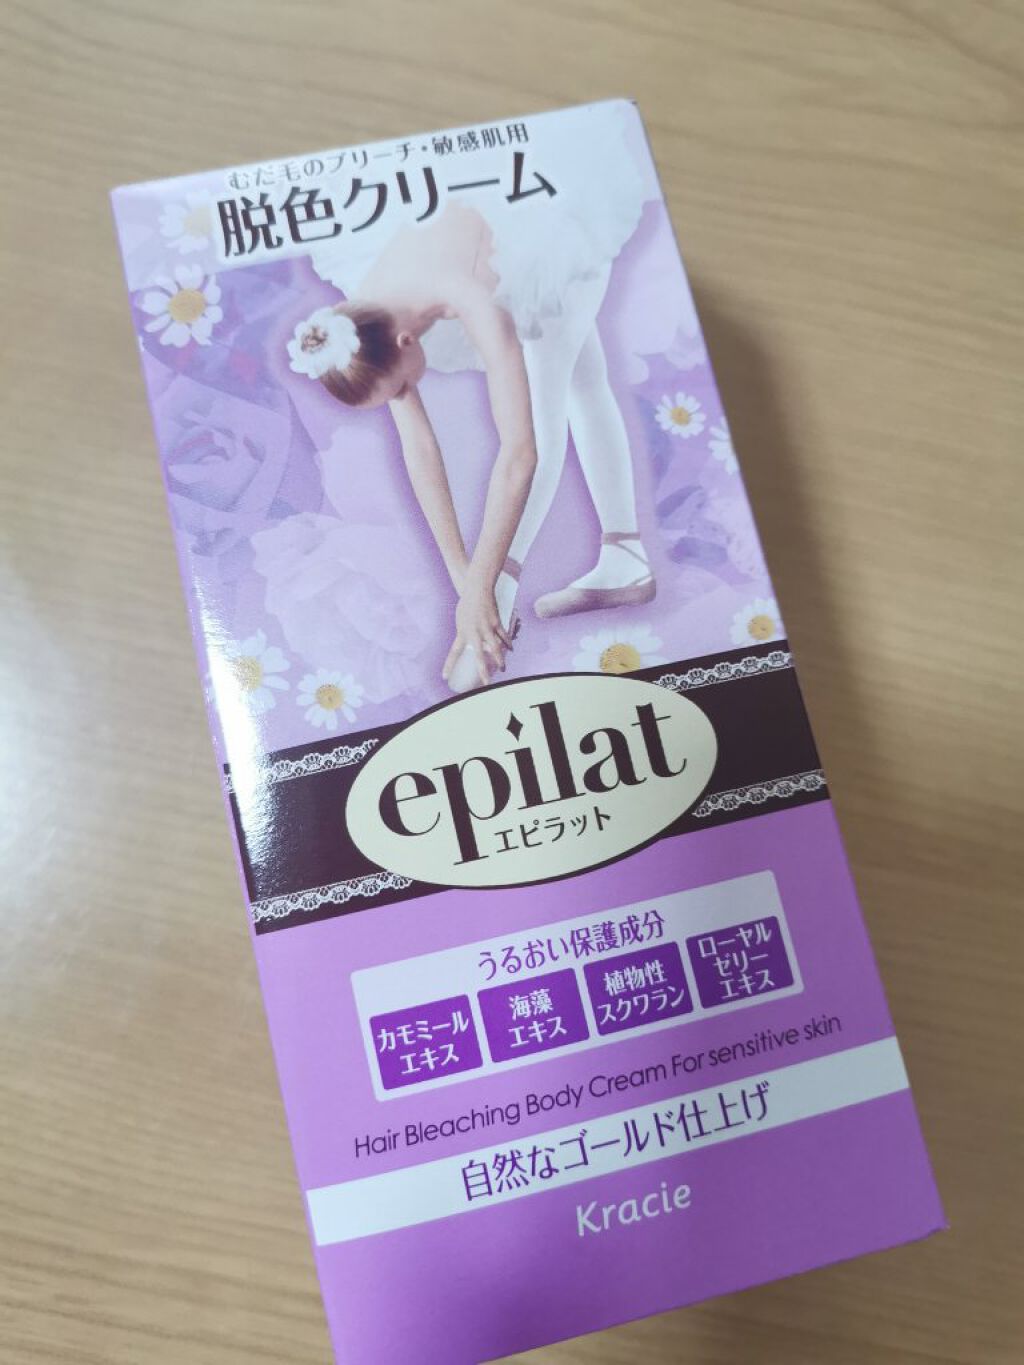 むだ毛のブリーチ・敏感肌用
脱色クリーム
epilat
エピラット
うるおい保護成分
カモミール
エキス
海藻
エキス
植物性
スクワラン
ローヤル
ゼリー
エキス
Hair Bleaching Body Cream For sensitive skin
自然なゴールド仕上げ
Kracie